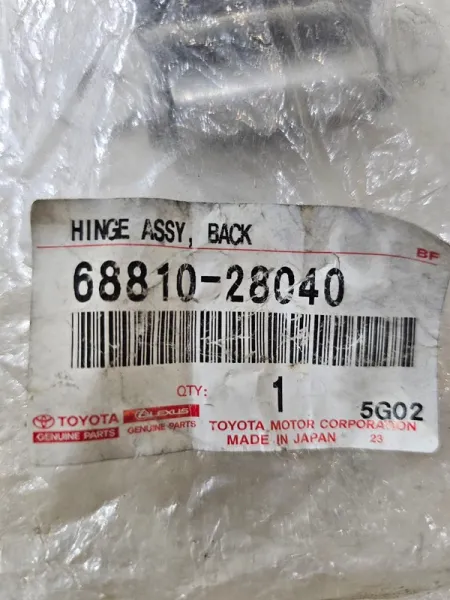 HINGE ASSY, BACK
BF
68810-28040
QTY: 1
5G02
TOYOTA LEXUS
GENUINE PARTS GENUINE PARTS
TOYOTA MOTOR CORPORATION
MADE IN JAPAN 23